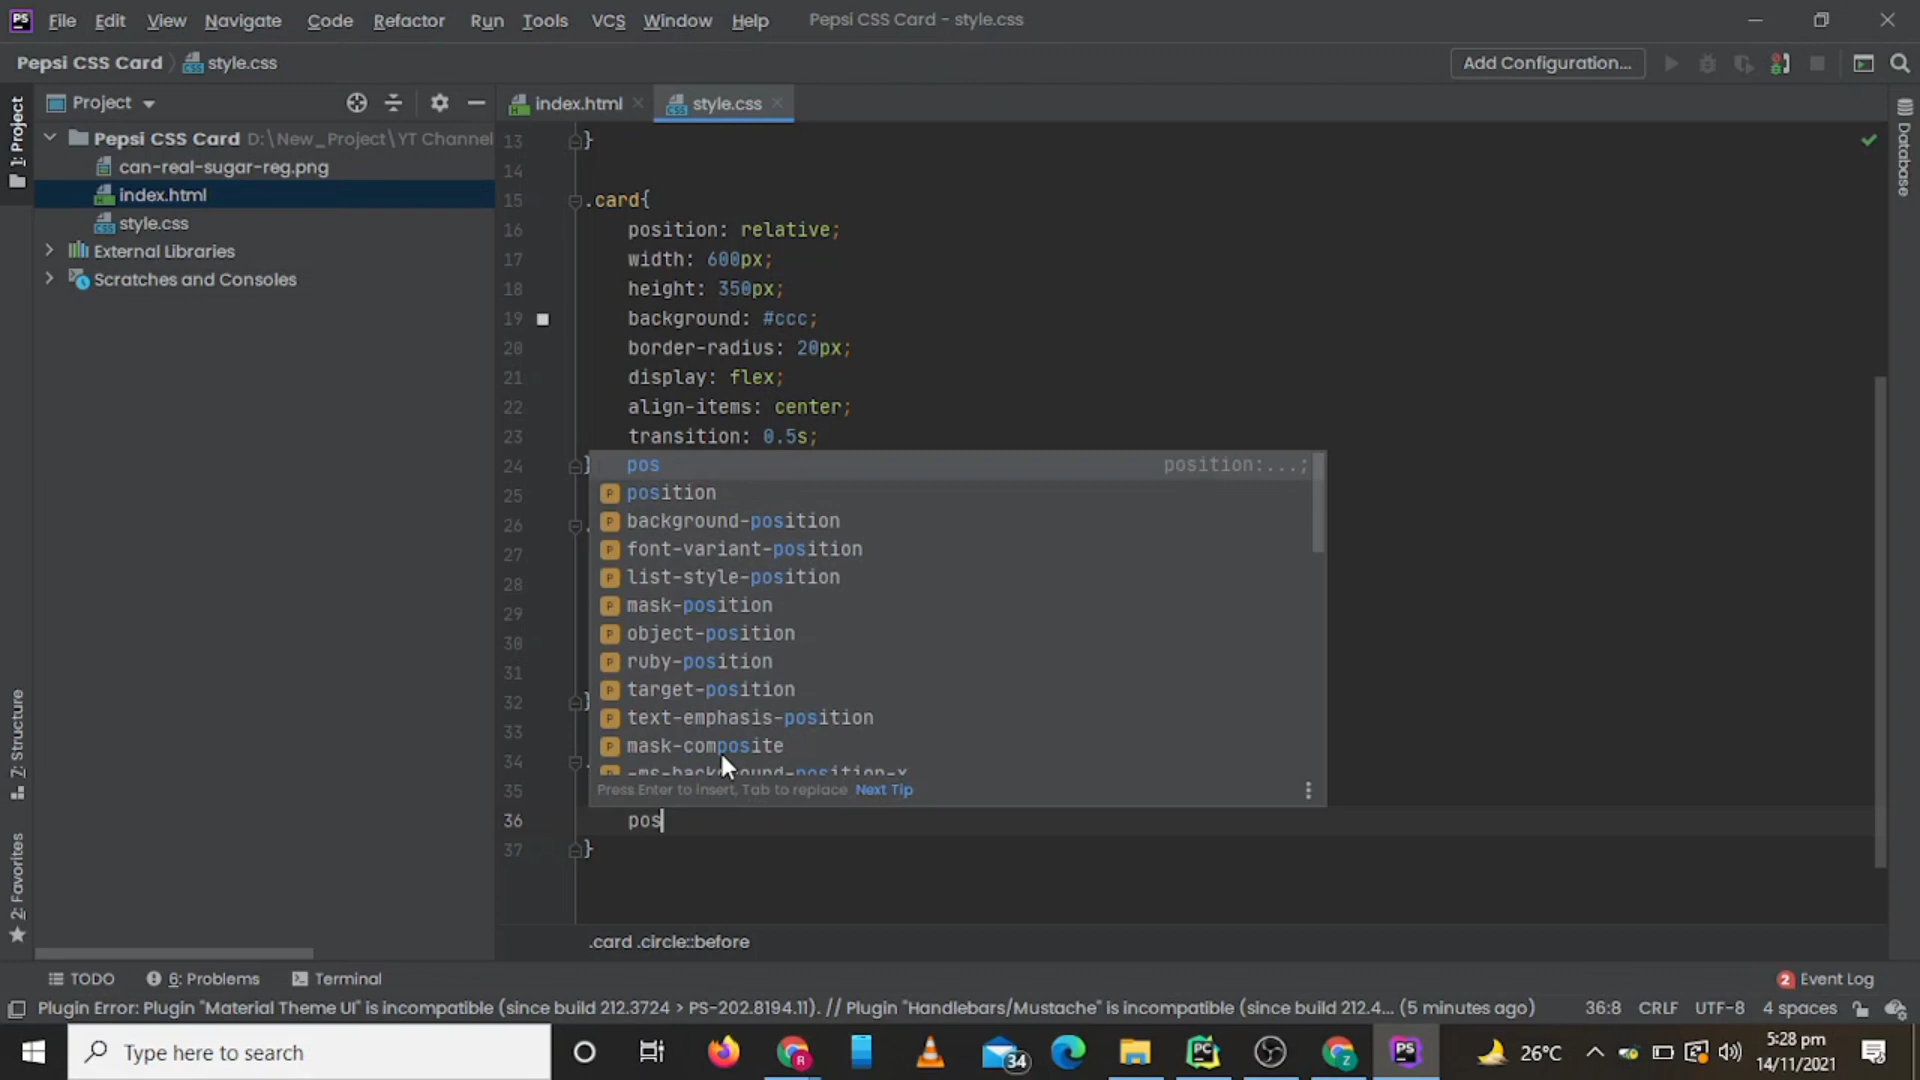 PS File Edit View Navigate Code Refactor Run Tools VCS Window Help Pepsi CSS Card - style.css
Pepsi CSS Card style.css Add Configuration...
1: Project
Project
index.html
style.css
Pepsi CSS Card D:\New_Project\YT Channel
can-real-sugar-reg.png
index.html
style.css
External Libraries
Scratches and Consoles
13 }
14
15 .card{
16 position: relative;
17 width: 600px;
18 height: 350px;
19 background: #ccc;
20 border-radius: 20px;
21 display: flex;
22 align-items: center;
23 transition: 0.5s;
24 }
25
26
27
28
29
30
31
32 }
33
34
35
36 pos
37 }
pos position:...;
position
background-position
font-variant-position
list-style-position
mask-position
object-position
ruby-position
target-position
text-emphasis-position
mask-composite
-ms-background-position-x
Press Enter to insert, Tab to replace Next Tip
.card .circle::before
Database
7: Structure
2: Favorites
TODO 6: Problems Terminal 2 Event Log
Plugin Error: Plugin "Material Theme UI" is incompatible (since build 212.3724 > PS-202.8194.11). // Plugin "Handlebars/Mustache" is incompatible (since build 212.4... (5 minutes ago) 36:8 CRLF UTF-8 4 spaces
Type here to search 34 PC R Z PS 26°C 5:28 pm
14/11/2021